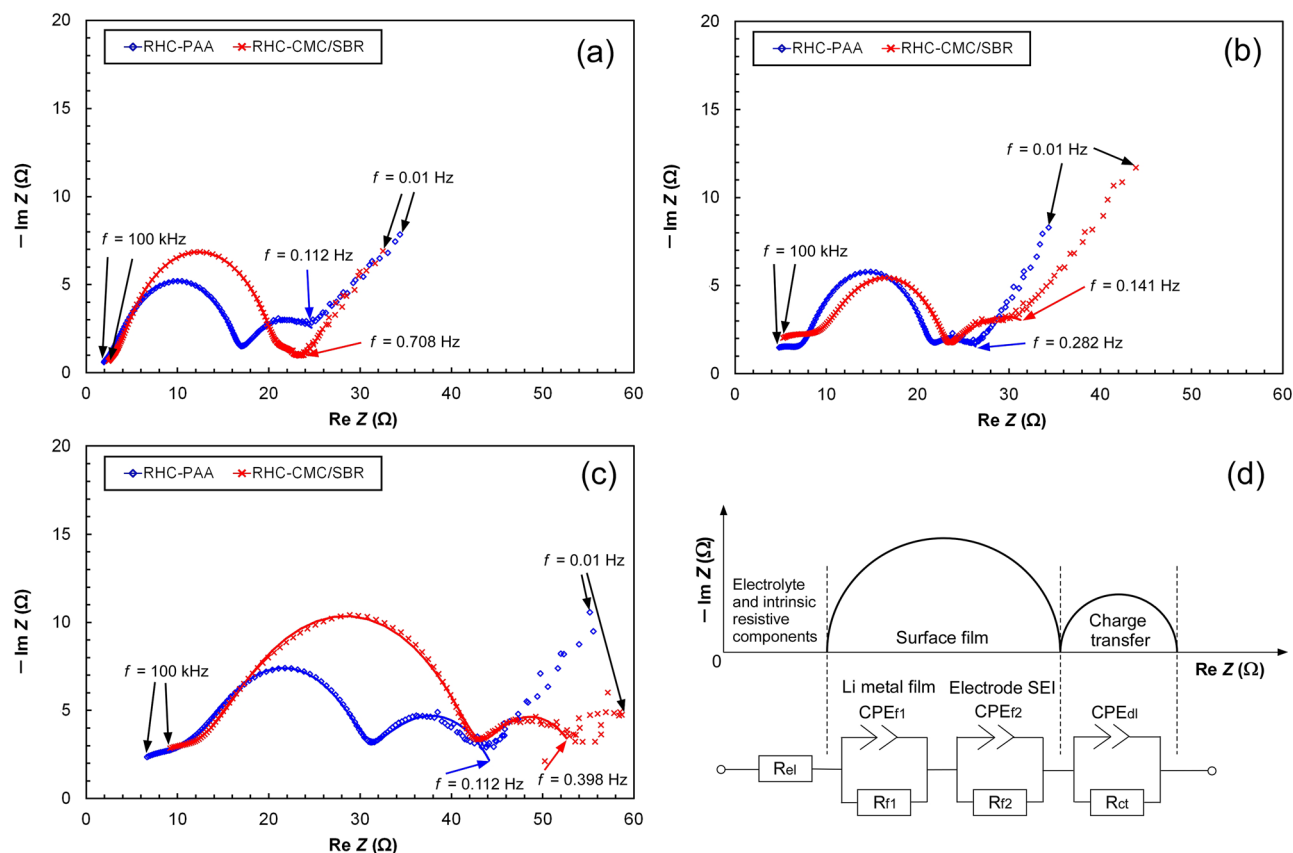 (a)
RHC-PAA RHC-CMC/SBR
20
15
10
5
0
0 10 20 30 40 50 60
— Im Z (Ω)
Re Z (Ω)
f = 100 kHz
f = 0.112 Hz
f = 0.01 Hz
f = 0.708 Hz
(b)
RHC-PAA RHC-CMC/SBR
20
15
10
5
0
0 10 20 30 40 50 60
— Im Z (Ω)
Re Z (Ω)
f = 100 kHz
f = 0.01 Hz
f = 0.141 Hz
f = 0.282 Hz
(c)
RHC-PAA RHC-CMC/SBR
20
15
10
5
0
0 10 20 30 40 50 60
— Im Z (Ω)
Re Z (Ω)
f = 100 kHz
f = 0.01 Hz
f = 0.112 Hz
f = 0.398 Hz
(d)
— Im Z (Ω)
Electrolyte
and intrinsic
resistive
components
Surface film
Charge
transfer
0
Re Z (Ω)
Li metal film Electrode SEI
CPEf1 CPEf2 CPEdl
Rel
Rf1 Rf2 Rct